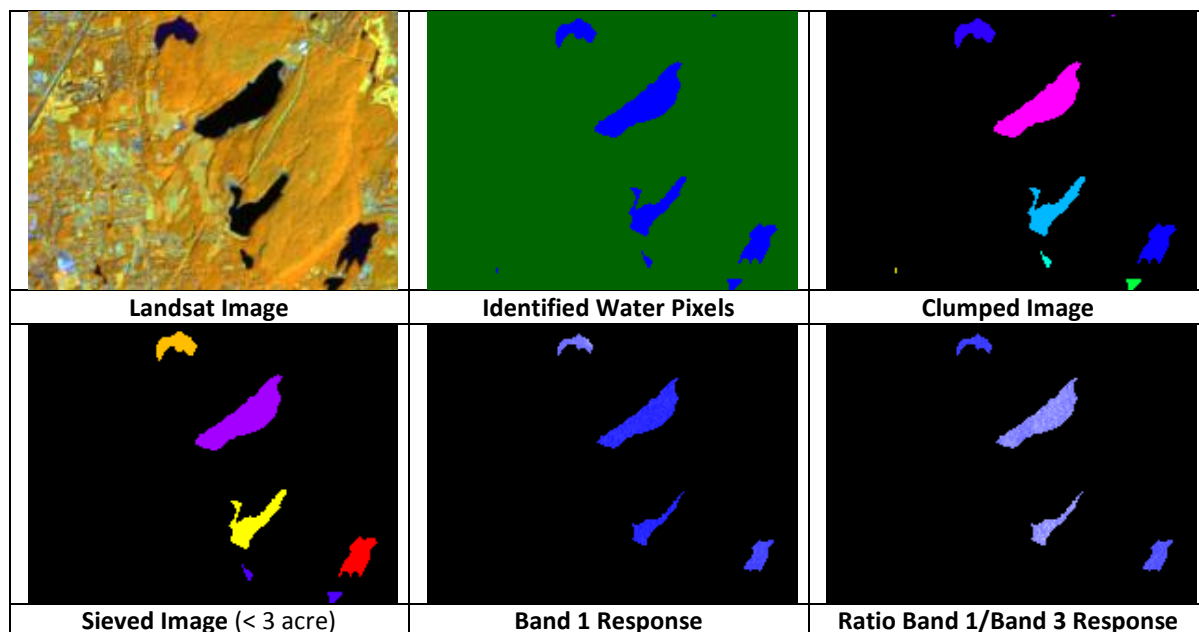 Landsat Image
Identified Water Pixels
Clumped Image
Sieved Image (< 3 acre)
Band 1 Response
Ratio Band 1/Band 3 Response